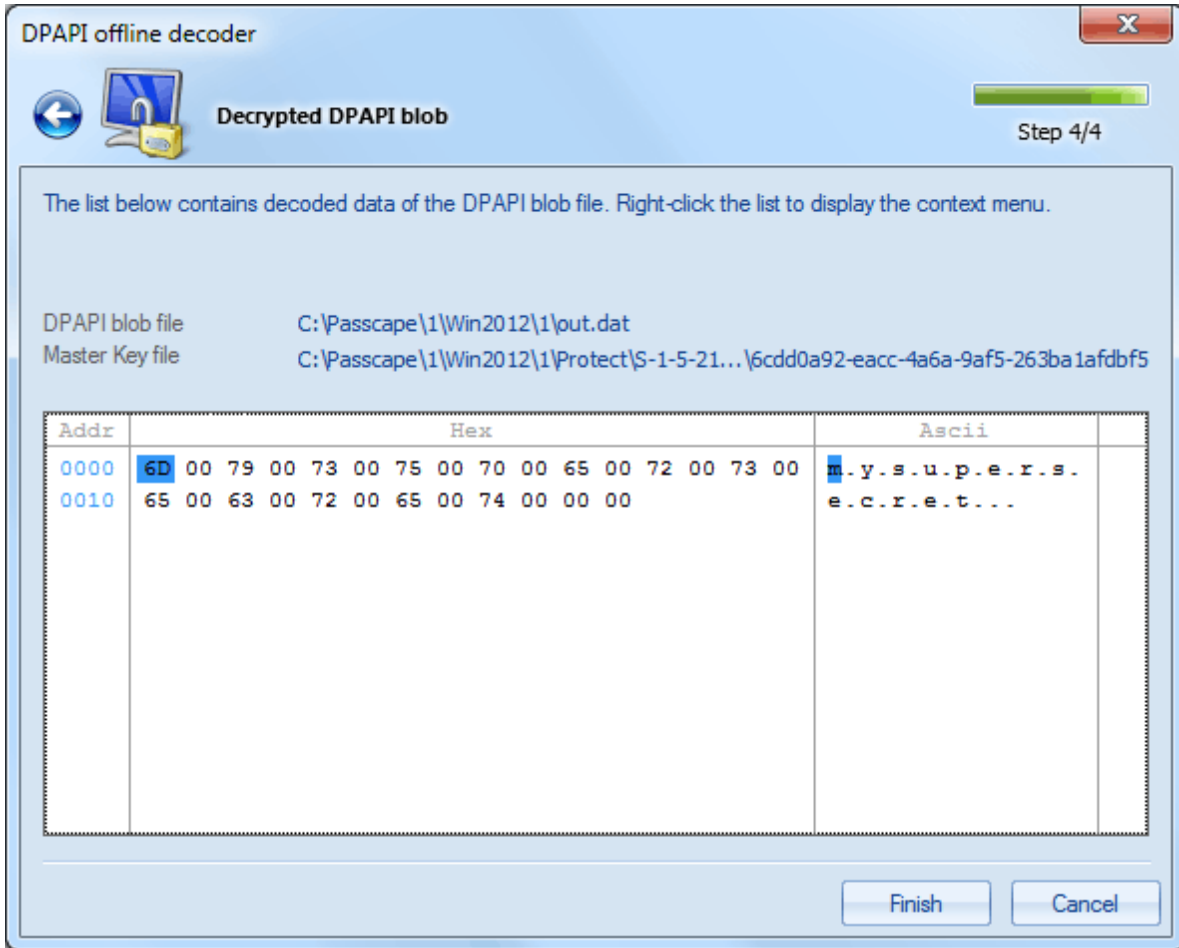 DPAPI offline decoder
Decrypted DPAPI blob
Step 4/4
The list below contains decoded data of the DPAPI blob file. Right-click the list to display the context menu.
DPAPI blob file C:\Passcape\1\Win2012\1\out.dat
Master Key file C:\Passcape\1\Win2012\1\Protect\S-1-5-21...\6cdd0a92-eacc-4a6a-9af5-263ba1afdbf5
Addr Hex Ascii
0000 6D 00 79 00 73 00 75 00 70 00 65 00 72 00 73 00 m.y.s.u.p.e.r.s.
0010 65 00 63 00 72 00 65 00 74 00 00 00 e.c.r.e.t...
Finish Cancel